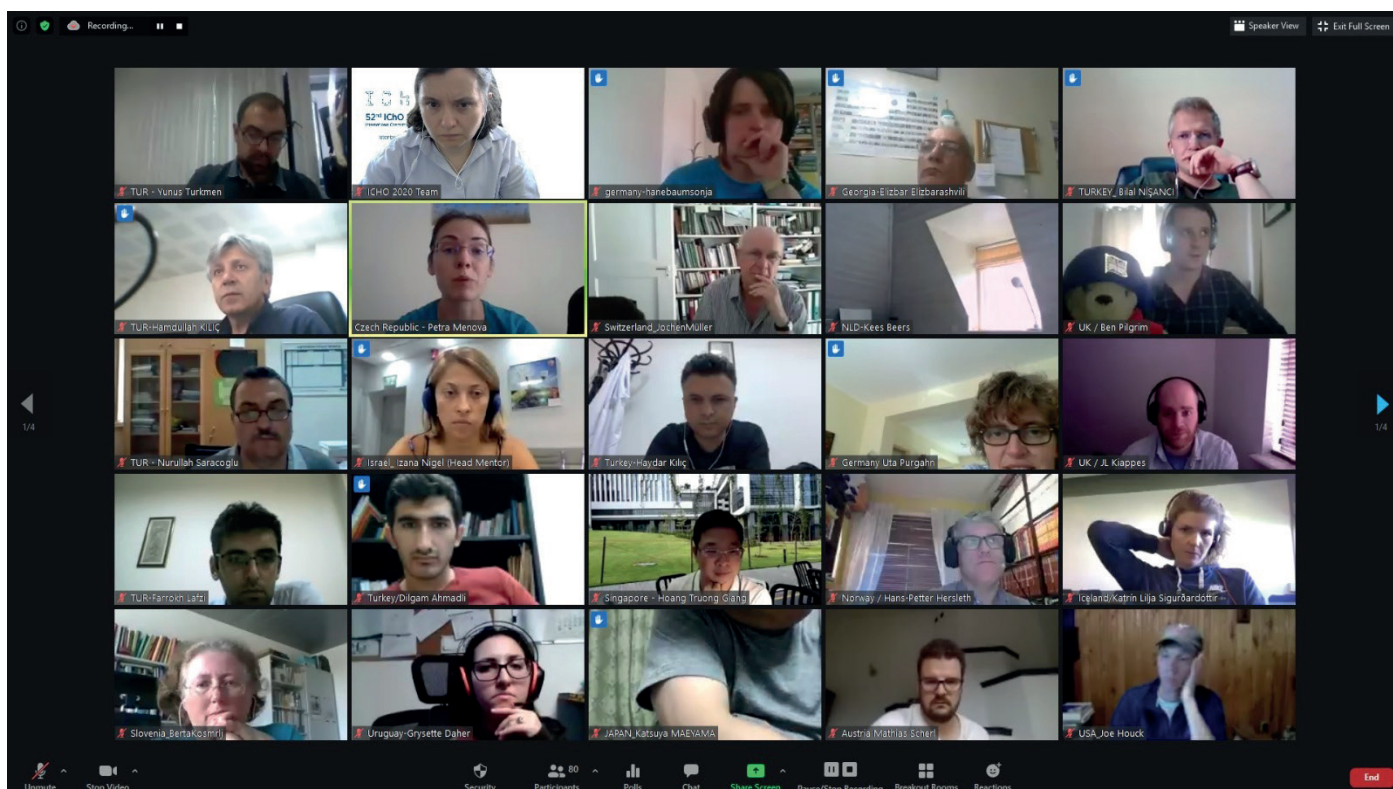 Recording...
Speaker View
Exit Full Screen
52nd IChO
TUR - Yunus Turkmen
ICHO 2020 Team
germany-hanebaumsonja
Georgia-Elizbar Elizbarashvili
TURKEY_Bilal NIŞANCI
TUR-Hamdullah KILIÇ
Czech Republic - Petra Menova
Switzerland_JochenMüller
NLD-Kees Beers
UK / Ben Pilgrim
TUR - Nurullah Saracoglu
Israel_ Izana Nigel (Head Mentor)
Turkey-Haydar Kılıç
Germany Uta Purgahn
UK / JL Kiappes
1/4
1/4
TUR-Farrokh Lafzi
Turkey/Dilgam Ahmadli
Singapore - Hoang Truong Giang
Norway / Hans-Petter Hersleth
Iceland/Katrín Lilja Sigurðardóttir
Slovenia_BertaKosmrlj
Uruguay-Grysette Daher
JAPAN_Katsuya MAEYAMA
Austria Mathias Scherl
USA_Joe Houck
80
End
Unmute
Stop Video
Security
Participants
Polls
Chat
Share Screen
Pause/Stop Recording
Breakout Rooms
Reactions